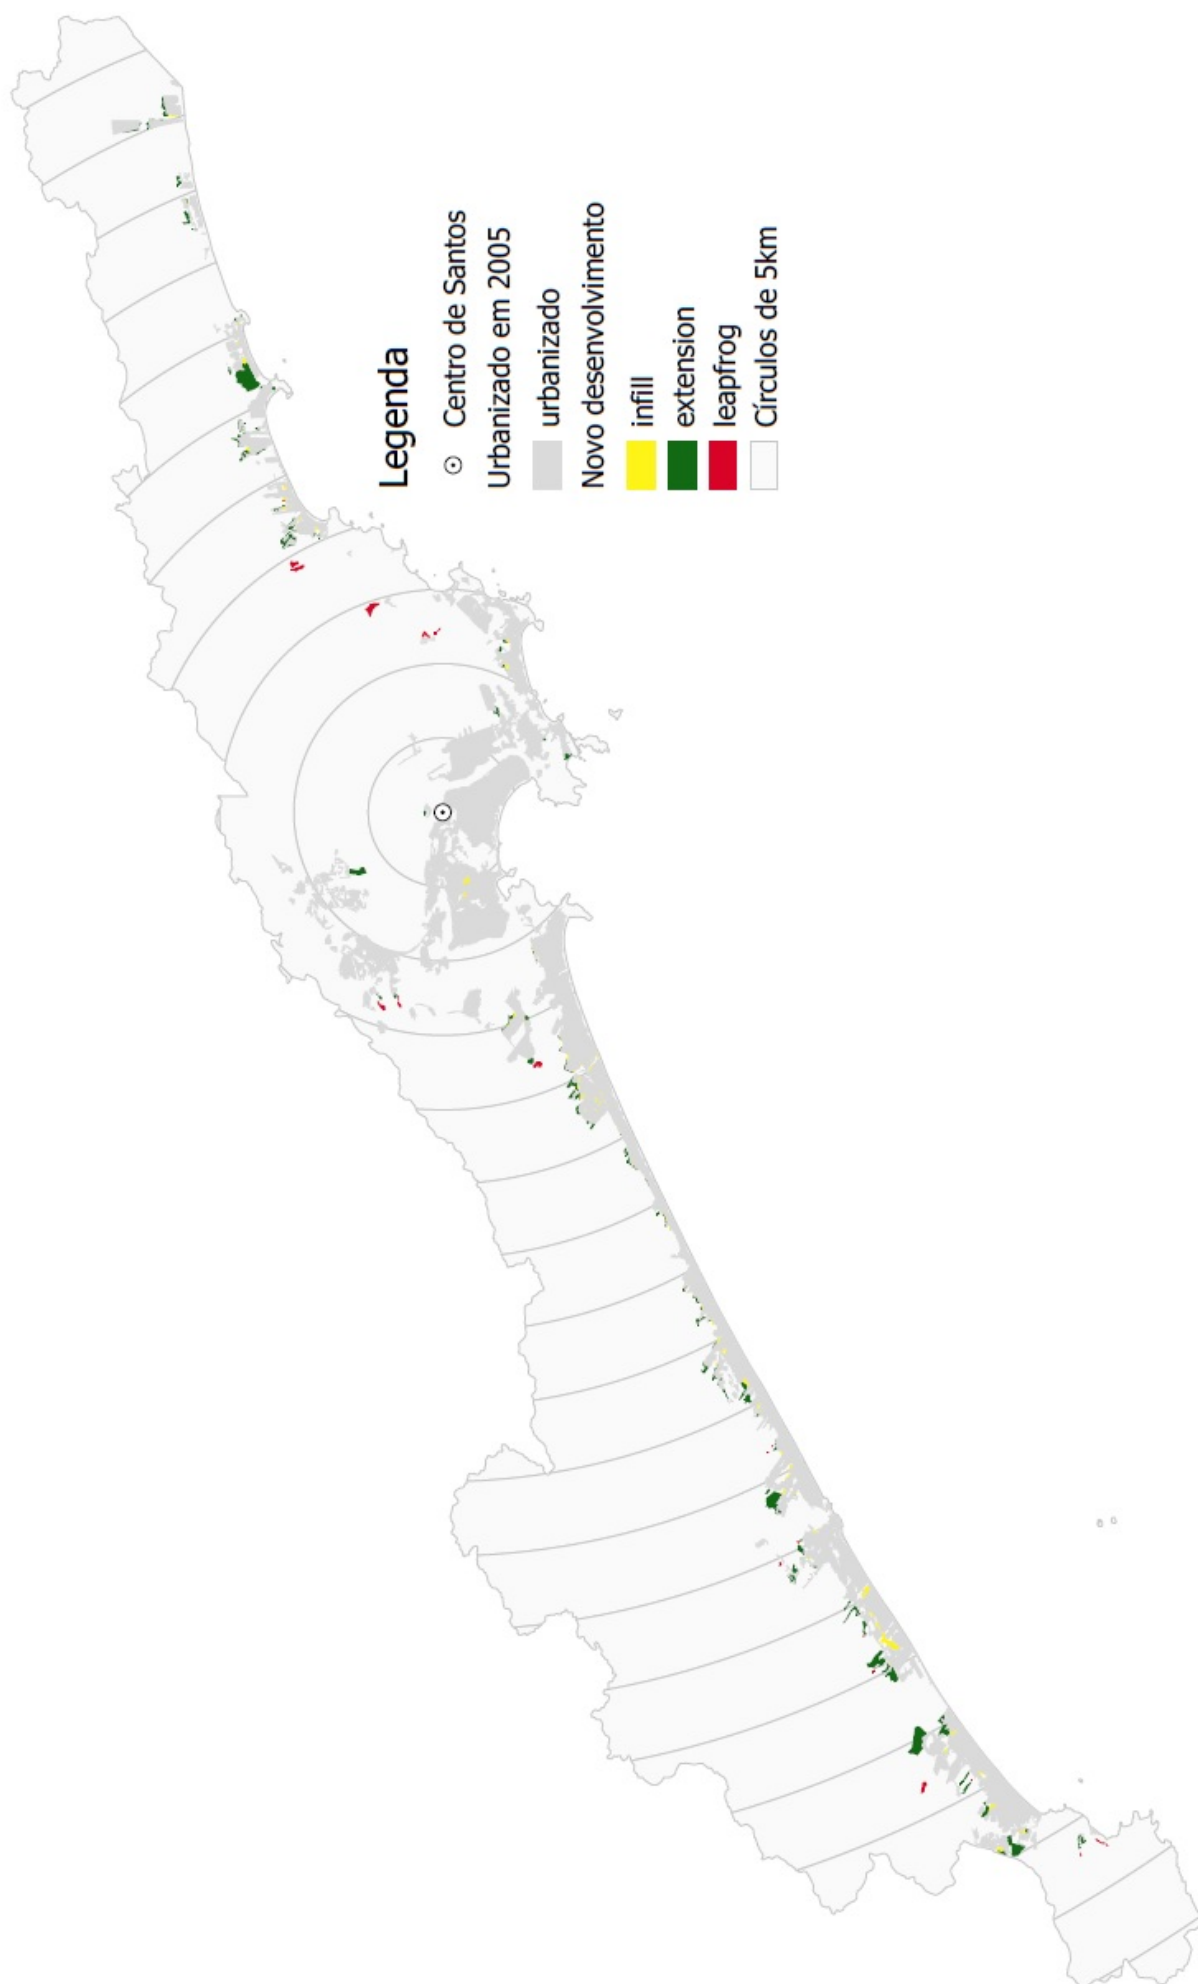 Legenda
Centro de Santos
Urbanizado em 2005
urbanizado
Novo desenvolvimento
infill
extension
leapfrog
Círculos de 5km